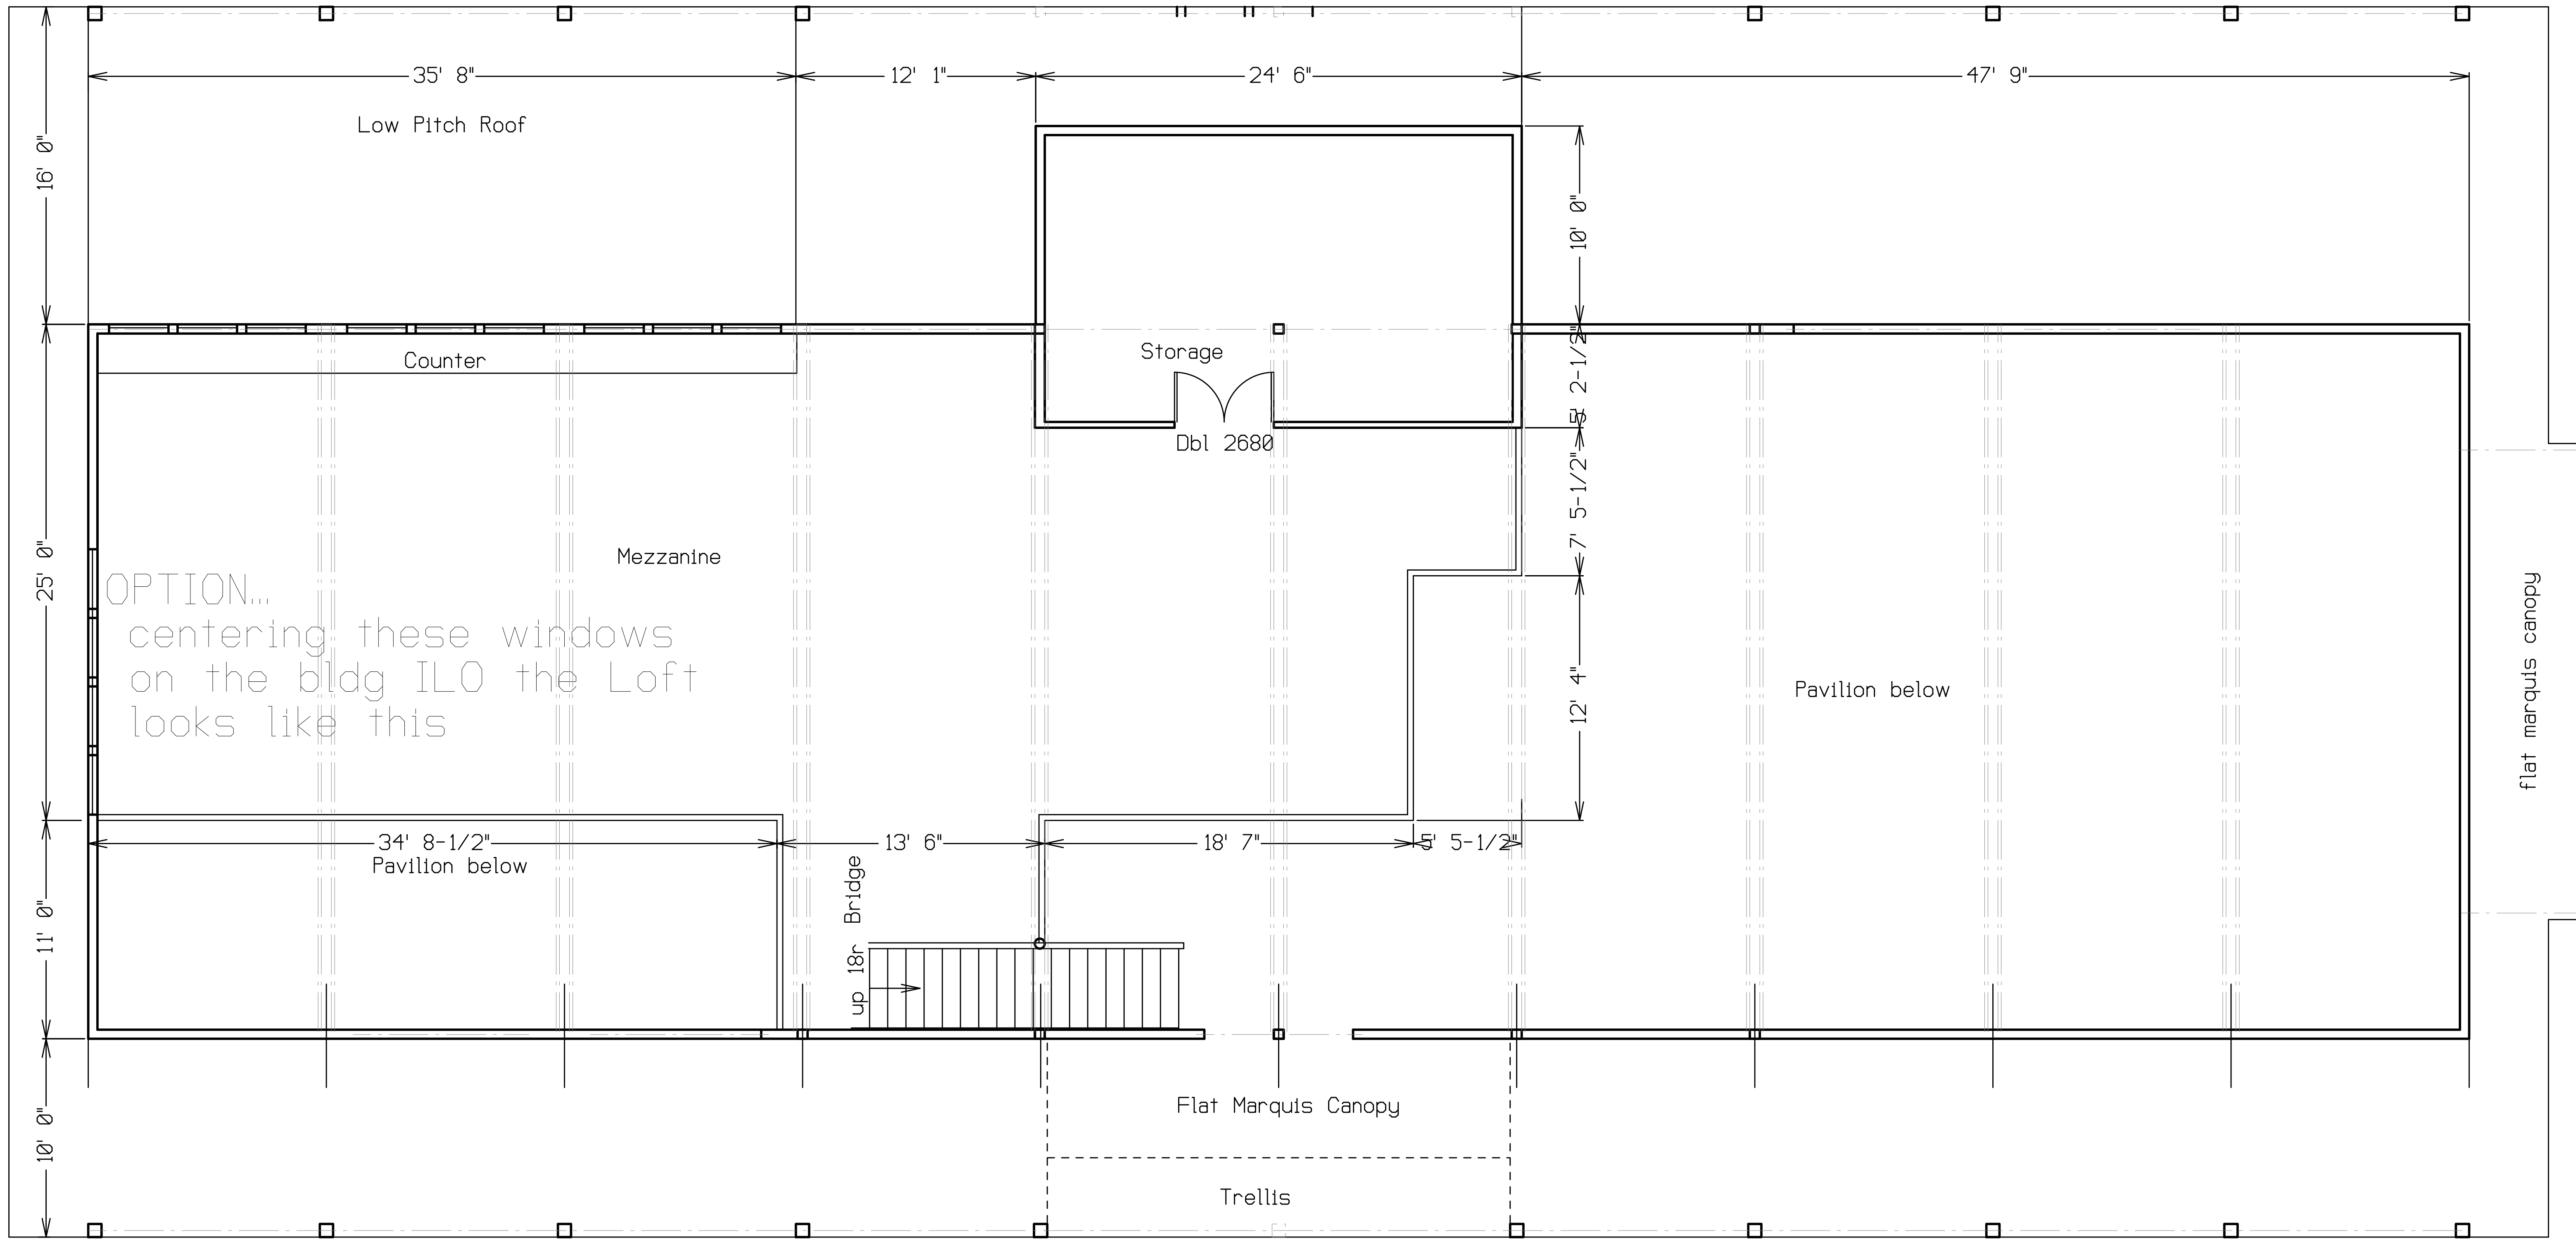 35' 8"
12' 1"
24' 6"
47' 9"
Low Pitch Roof
16' 0"
10' 0"
Storage
Counter
5' 2-1/2"
Dbl 2680
7' 5-1/2"
Mezzanine
25' 0"
OPTION...
centering these windows
on the bldg ILO the Loft
looks like this
12' 4"
Pavilion below
flat marquis canopy
34' 8-1/2"
13' 6"
18' 7"
5' 5-1/2"
Pavilion below
11' 0"
up 18r Bridge
10' 0"
Flat Marquis Canopy
Trellis